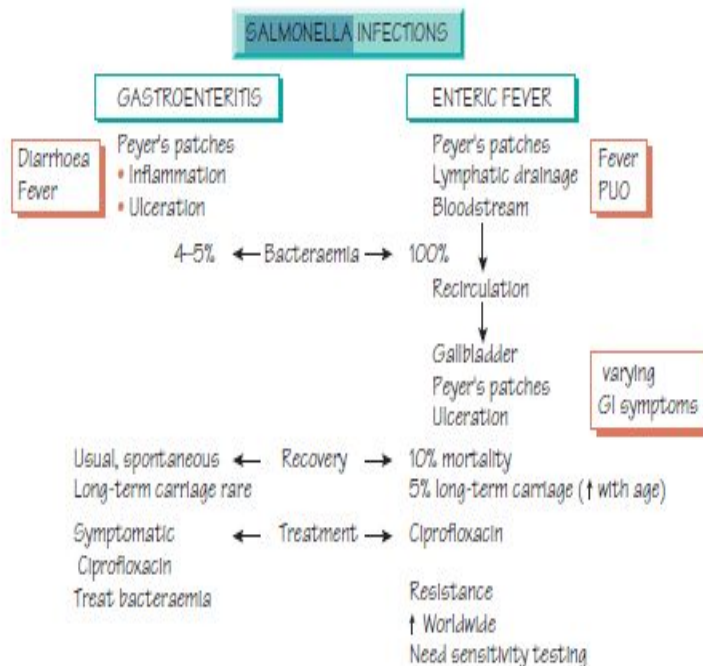 SALMONELLA INFECTIONS
GASTROENTERITIS
ENTERIC FEVER
Diarrhoea
Fever
Peyer's patches
• Inflammation
• Ulceration
Peyer's patches
Lymphatic drainage
Bloodstream
Fever
PUO
4–5% ← Bacteraemia → 100%
Recirculation
Gallbladder
Peyer's patches
Ulceration
varying
GI symptoms
Usual, spontaneous ← Recovery → 10% mortality
Long-term carriage rare
5% long-term carriage (↑ with age)
Symptomatic ← Treatment → Ciprofloxacin
Ciprofloxacin
Treat bacteraemia
Resistance
↑ Worldwide
Need sensitivity testing